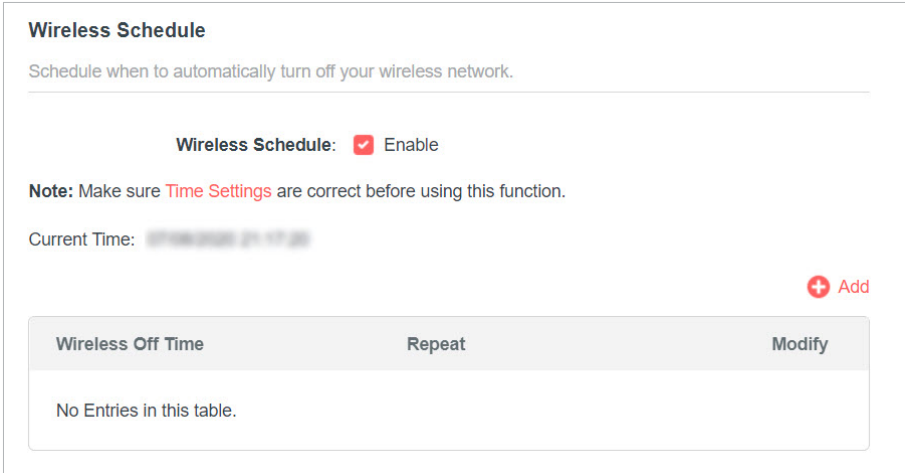 Wireless Schedule
Schedule when to automatically turn off your wireless network.
Wireless Schedule: Enable
Note: Make sure Time Settings are correct before using this function.
Current Time:
Add
Wireless Off Time Repeat Modify
No Entries in this table.